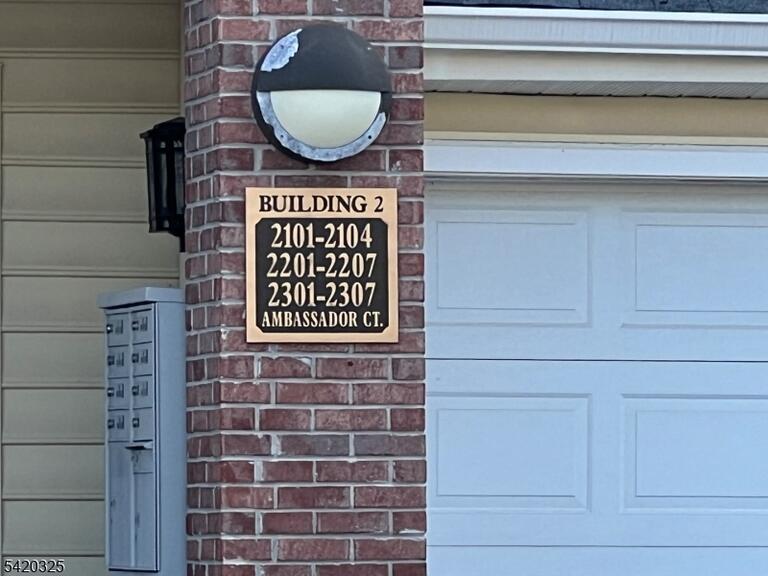 BUILDING 2
2101-2104
2201-2207
2301-2307
AMBASSADOR CT.
5420325